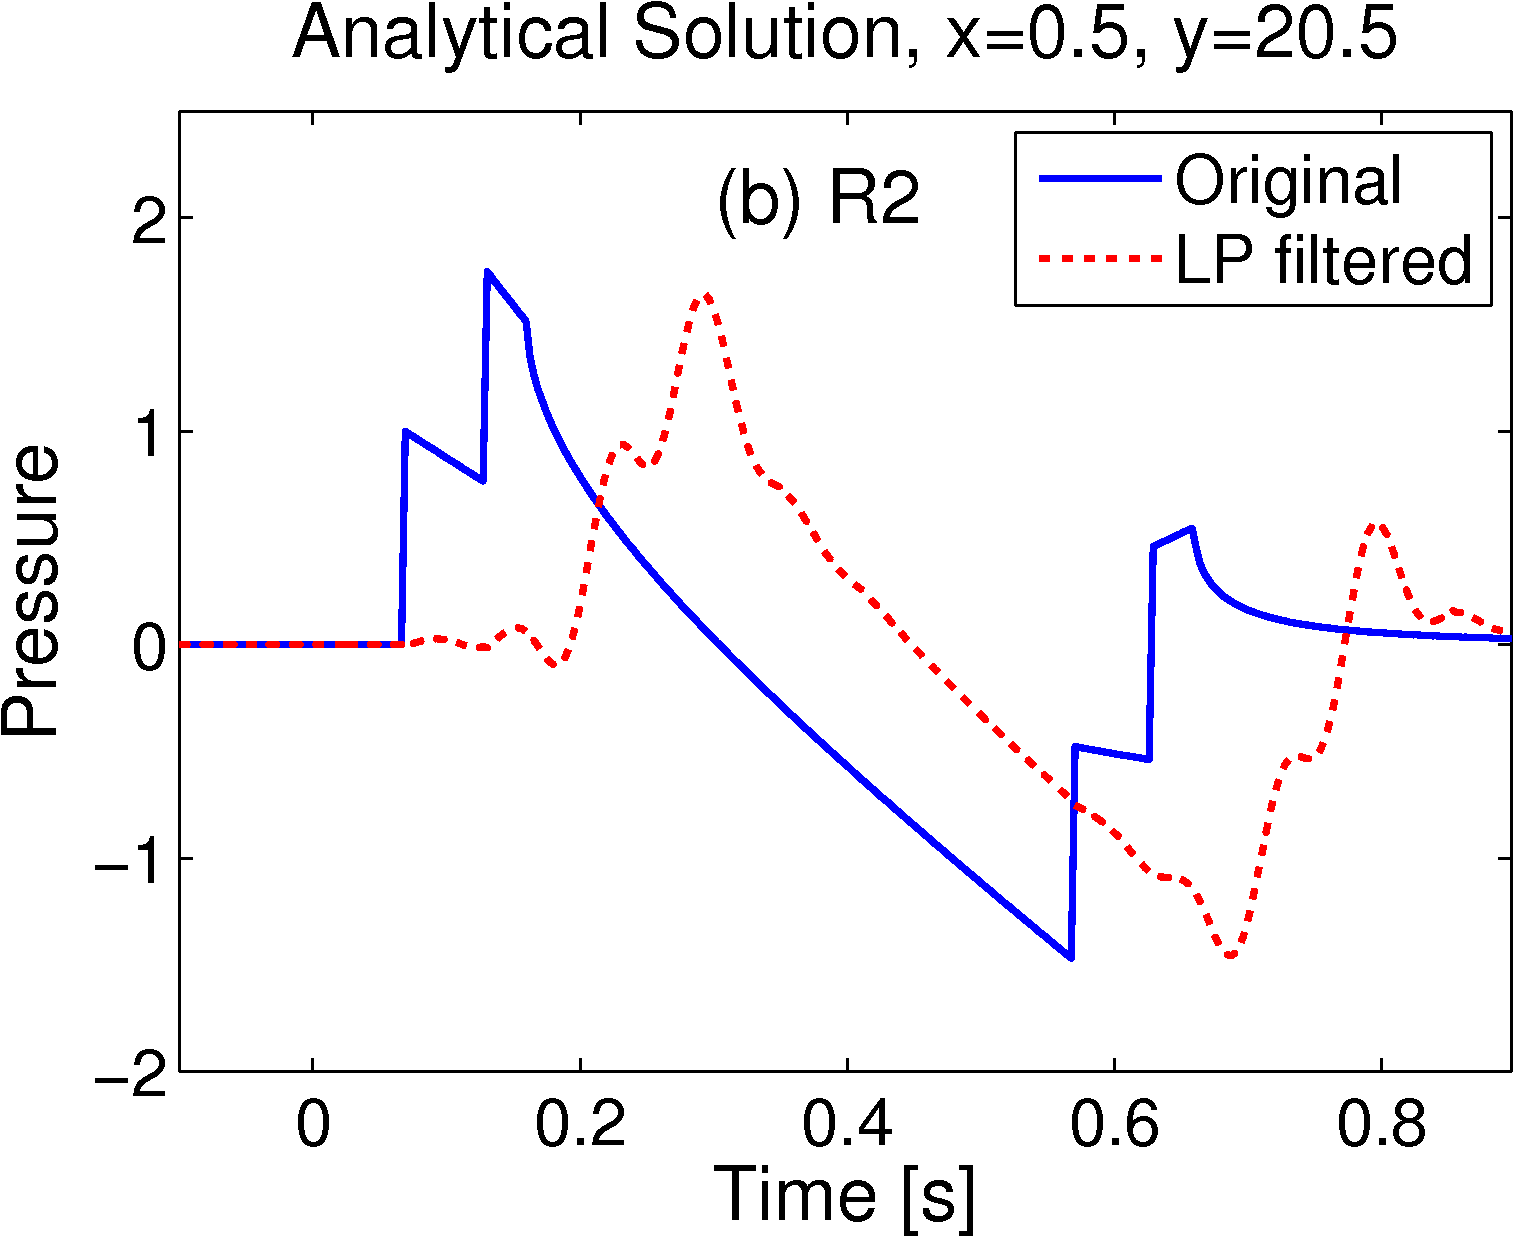 Analytical Solution, x=0.5, y=20.5
(b) R2
Original
LP filtered
Pressure
2
1
0
−1
−2
0 0.2 0.4 0.6 0.8
Time [s]